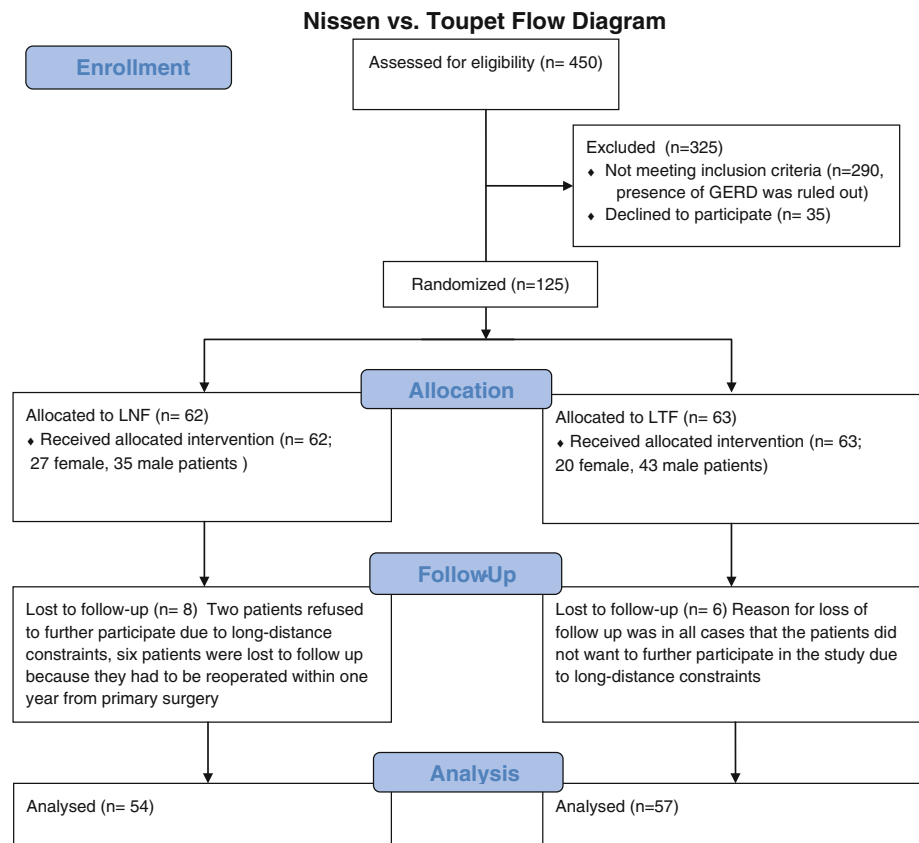 Nissen vs. Toupet Flow Diagram
Enrollment
Assessed for eligibility (n= 450)
Excluded (n=325)
♦ Not meeting inclusion criteria (n=290,
presence of GERD was ruled out)
♦ Declined to participate (n= 35)
Randomized (n=125)
Allocation
Allocated to LNF (n= 62)
♦ Received allocated intervention (n= 62;
27 female, 35 male patients )
Allocated to LTF (n= 63)
♦ Received allocated intervention (n= 63;
20 female, 43 male patients)
Follow-Up
Lost to follow-up (n= 8) Two patients refused
to further participate due to long-distance
constraints, six patients were lost to follow up
because they had to be reoperated within one
year from primary surgery
Lost to follow-up (n= 6) Reason for loss of
follow up was in all cases that the patients did
not want to further participate in the study due
to long-distance constraints
Analysis
Analysed (n= 54)
Analysed (n=57)